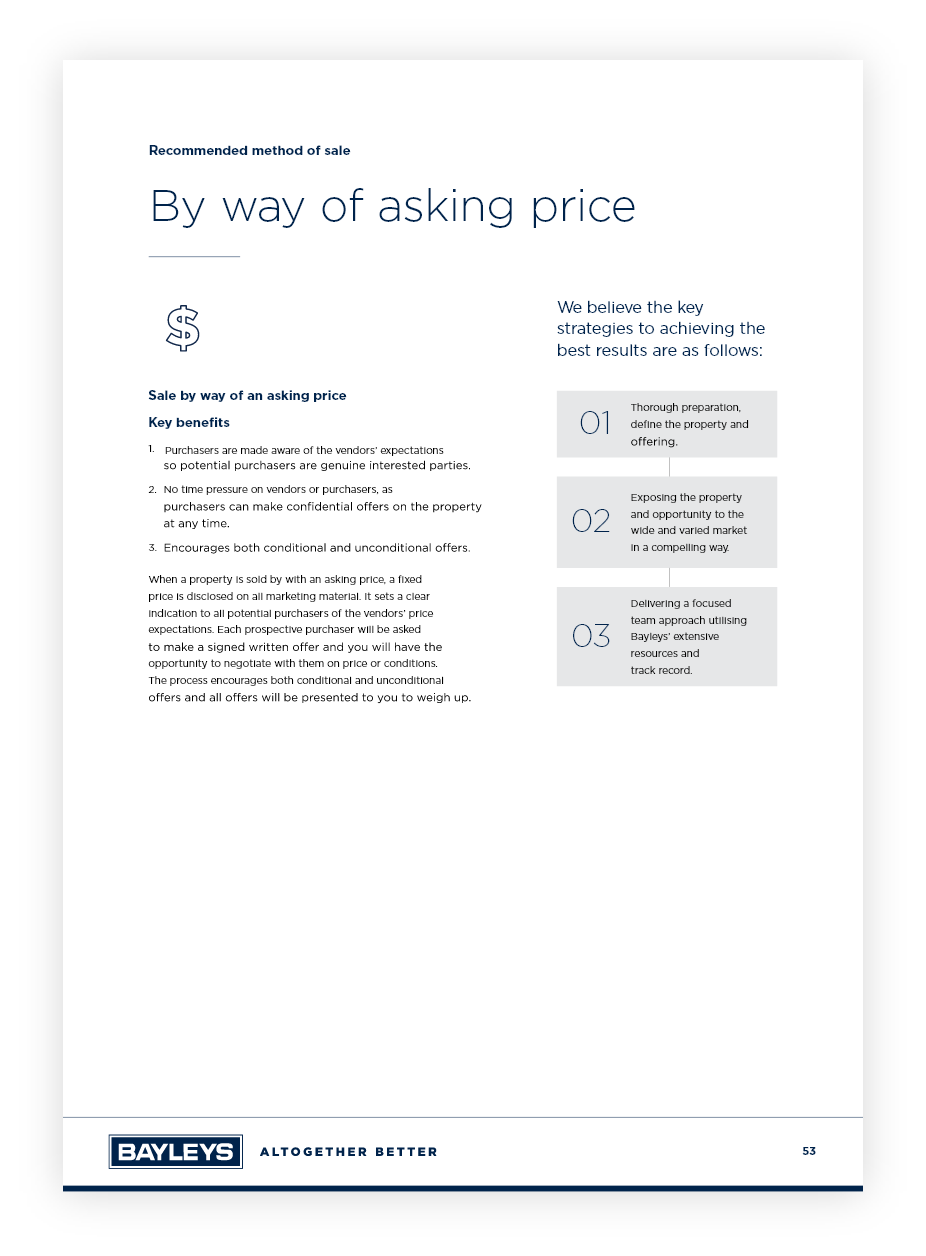 Recommended method of sale
By way of asking price
$
Sale by way of an asking price
Key benefits
1. Purchasers are made aware of the vendors’ expectations
so potential purchasers are genuine interested parties.
2. No time pressure on vendors or purchasers, as
purchasers can make confidential offers on the property
at any time.
3. Encourages both conditional and unconditional offers.
When a property is sold by with an asking price, a fixed
price is disclosed on all marketing material. It sets a clear
indication to all potential purchasers of the vendors’ price
expectations. Each prospective purchaser will be asked
to make a signed written offer and you will have the
opportunity to negotiate with them on price or conditions.
The process encourages both conditional and unconditional
offers and all offers will be presented to you to weigh up.
We believe the key
strategies to achieving the
best results are as follows:
01
Thorough preparation,
define the property and
offering.
02
Exposing the property
and opportunity to the
wide and varied market
in a compelling way.
03
Delivering a focused
team approach utilising
Bayleys’ extensive
resources and
track record.
BAYLEYS ALTOGETHER BETTER
53